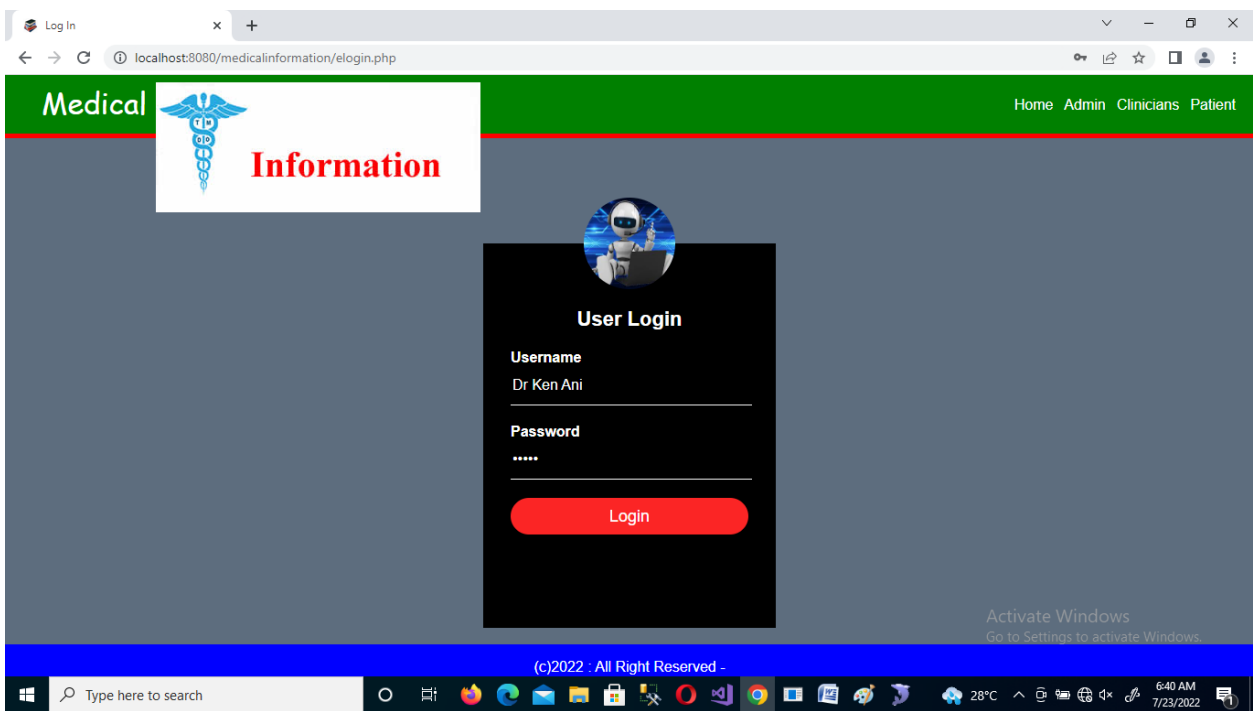 Log In
localhost:8080/medicalinformation/elogin.php
Medical
Information
Home Admin Clinicians Patient
User Login
Username
Dr Ken Ani
Password
•••••
Login
Activate Windows
Go to Settings to activate Windows.
(c)2022 : All Right Reserved -
Type here to search
28°C
6:40 AM
7/23/2022